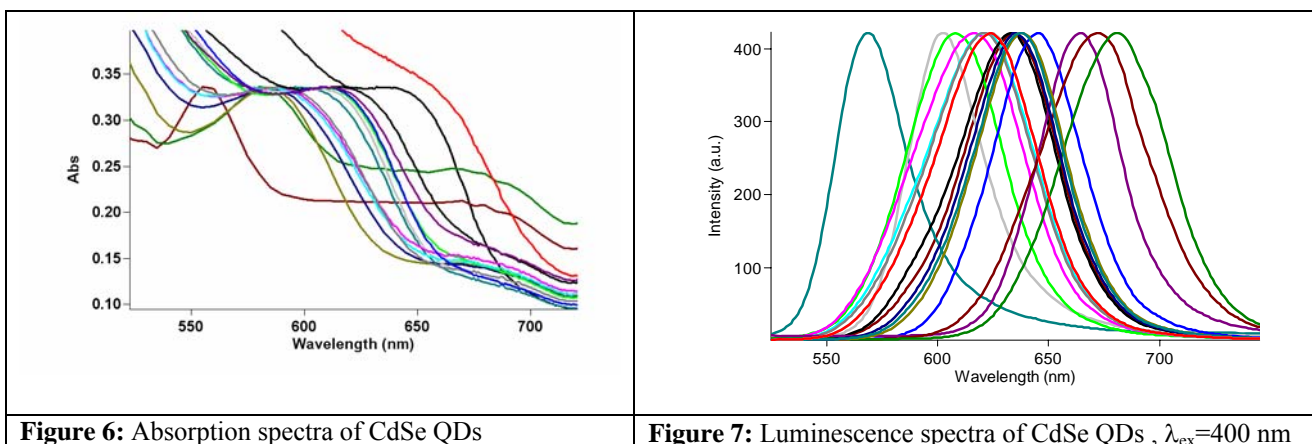 0.35
0.30
0.25
0.20
0.15
0.10
Abs
550 600 650 700
Wavelength (nm)
400
300
200
100
Intensity (a.u.)
550 600 650 700
Wavelength (nm)
Figure 6: Absorption spectra of CdSe QDs
Figure 7: Luminescence spectra of CdSe QDs , λex=400 nm